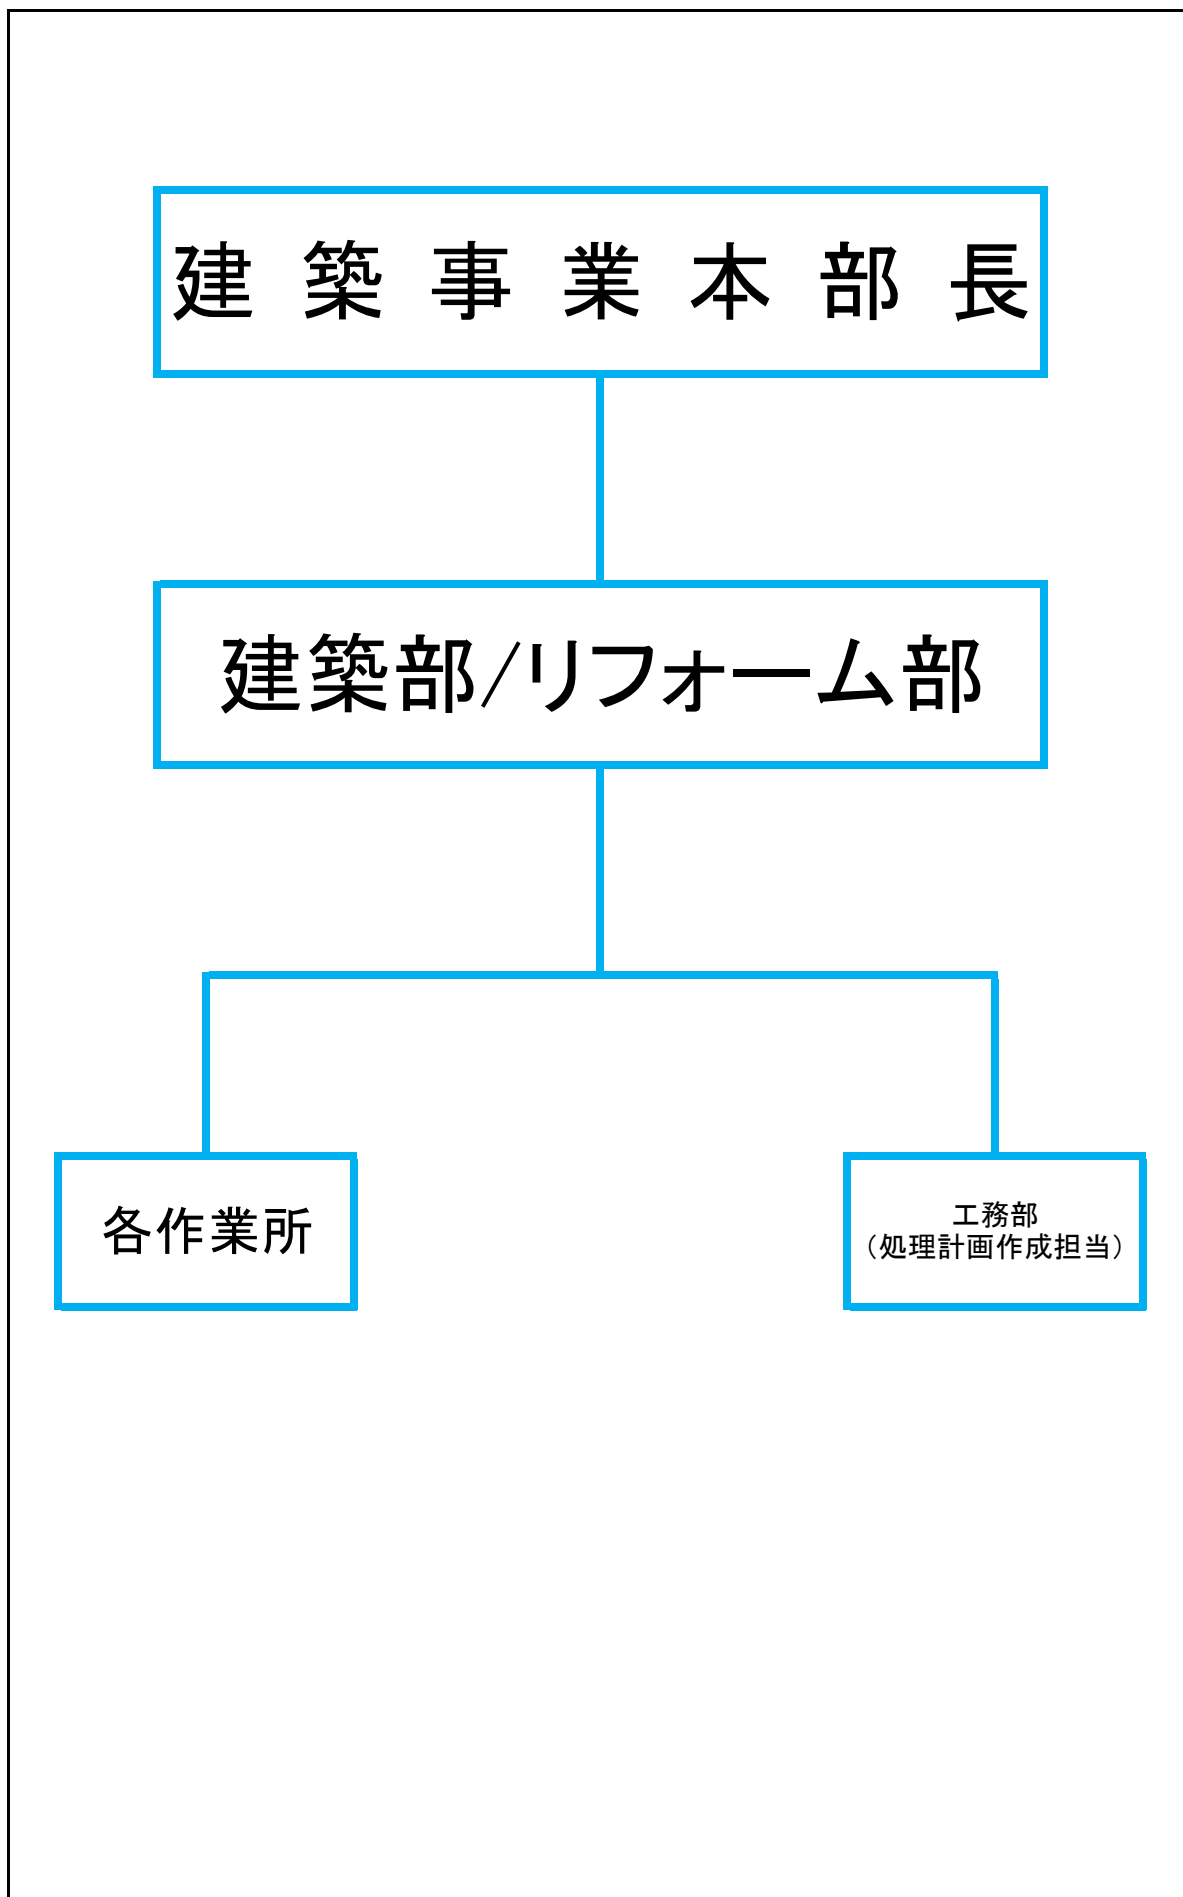 建築事業本部長
建築部/リフォーム部
各作業所
工務部
（処理計画作成担当）